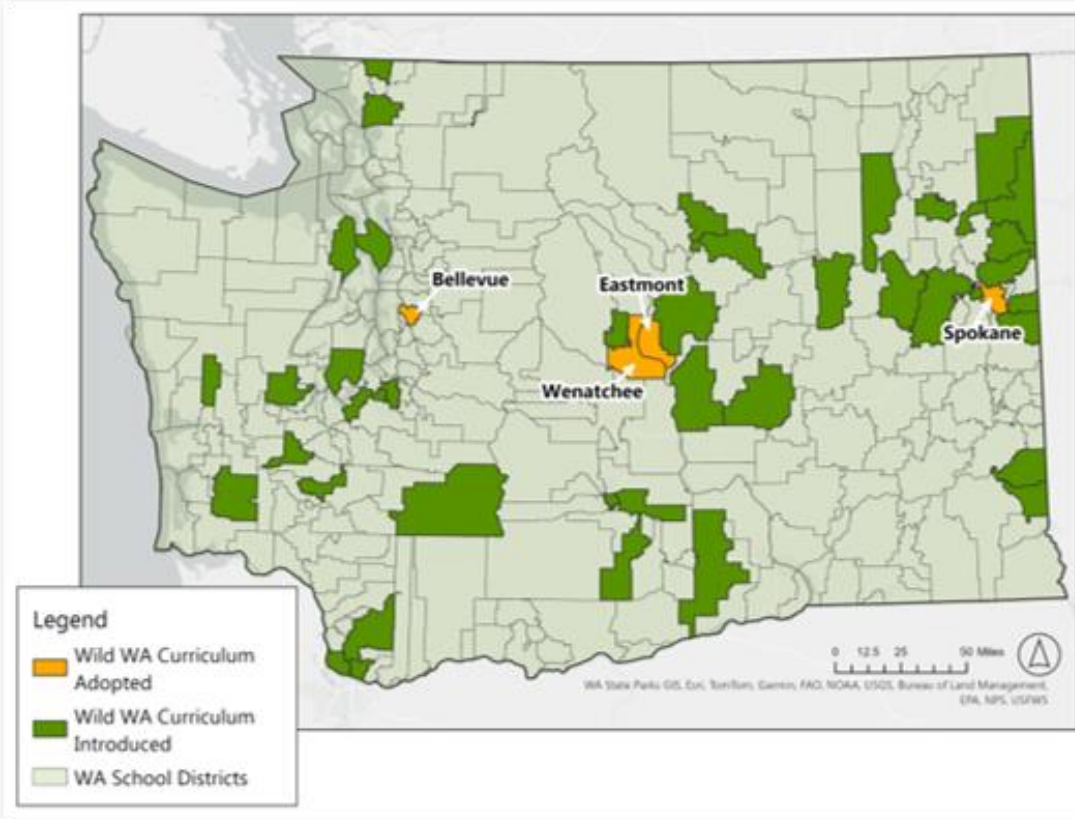 Bellevue
Eastmont
Spokane
Wenatchee
Legend
Wild WA Curriculum
Adopted
Wild WA Curriculum
Introduced
WA School Districts
0 12.5 25 50 Miles
WA State Parks GIS, Esri, TomTom, Garmin, FAO, NOAA, USGS, Bureau of Land Management,
EPA, NPS, USFWS